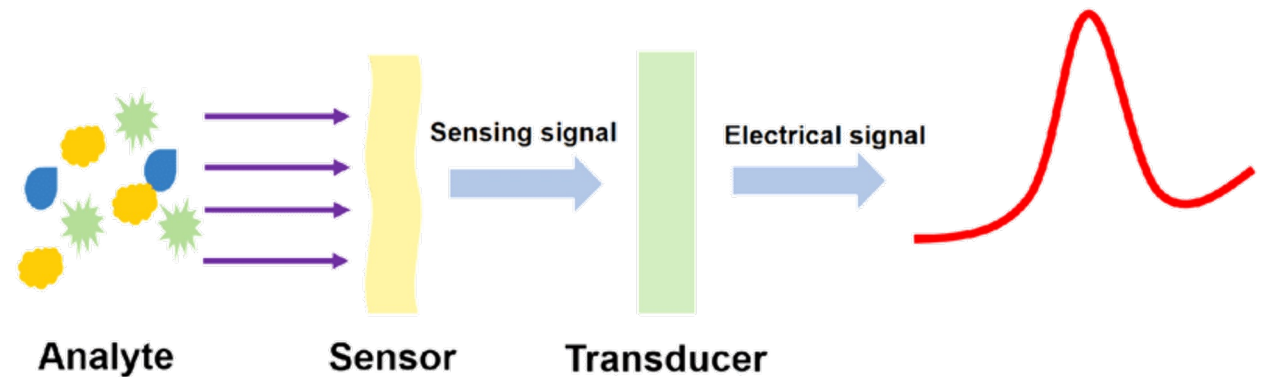 Sensing signal
Electrical signal
Analyte
Sensor
Transducer